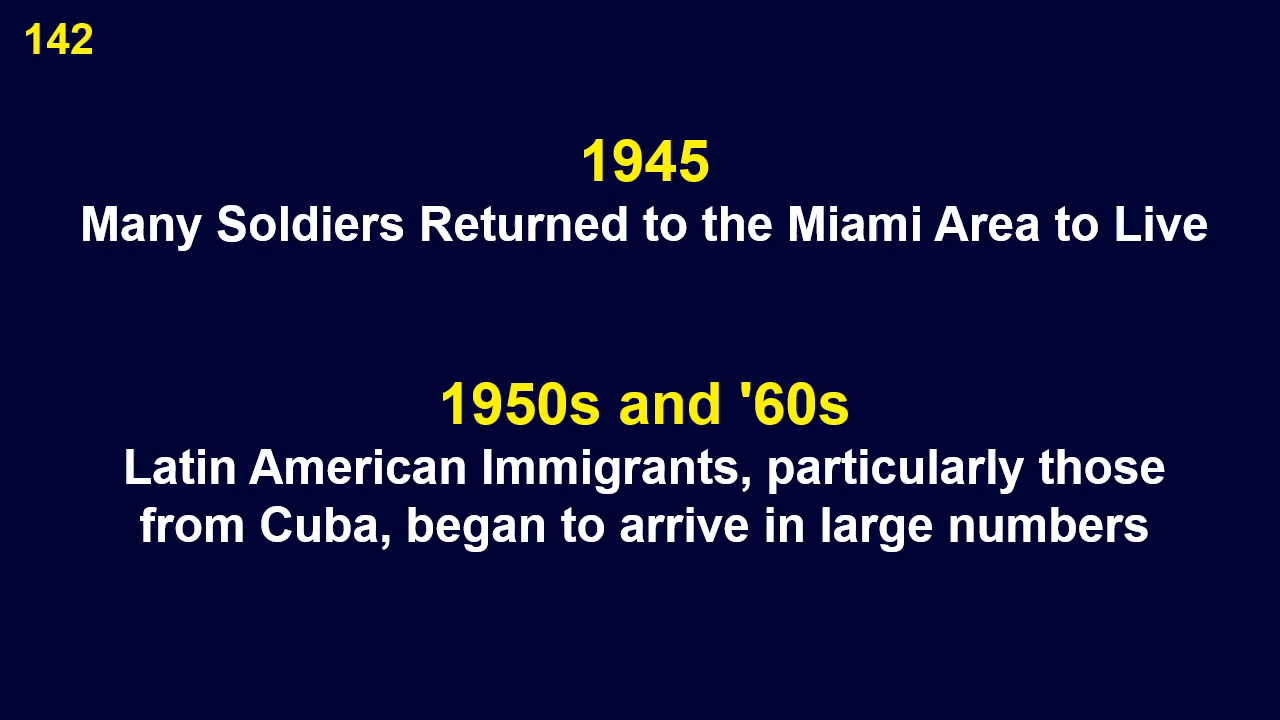 142
1945
Many Soldiers Returned to the Miami Area to Live
1950s and '60s
Latin American Immigrants, particularly those
from Cuba, began to arrive in large numbers